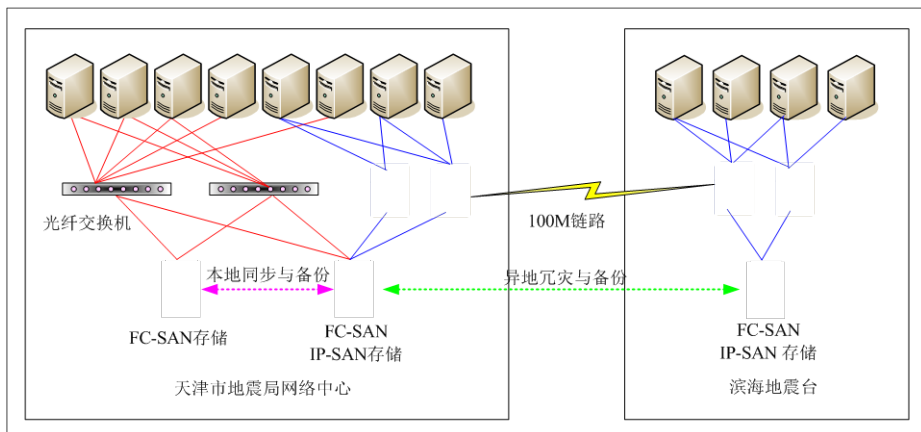 光纤交换机
100M链路
本地同步与备份
异地冗灾与备份
FC-SAN存储
FC-SAN
IP-SAN存储
FC-SAN
IP-SAN 存储
天津市地震局网络中心
滨海地震台